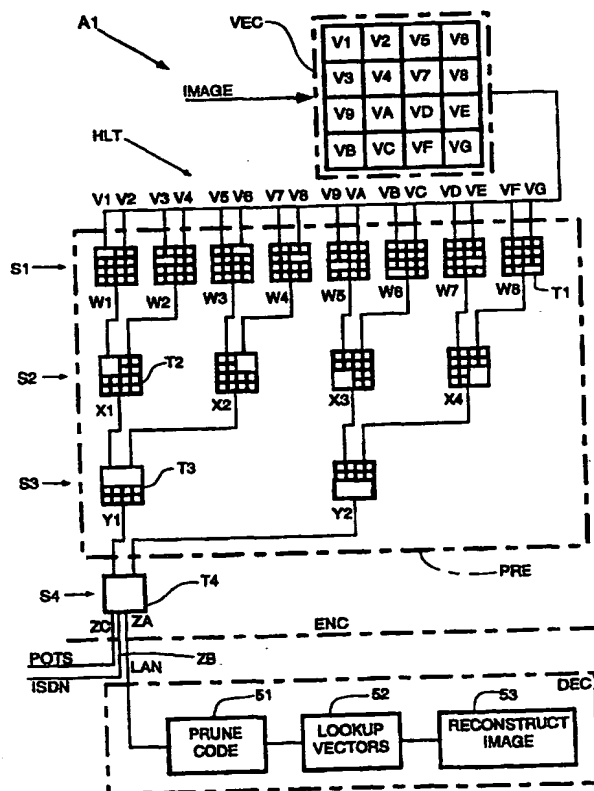 A1
VEC
V1 V2 V5 V6
IMAGE
V3 V4 V7 V8
V9 VA VD VE
VB VC VF VG
HLT
V1 V2 V3 V4 V5 V6 V7 V8 V9 VA VB VC VD VE VF VG
S1
W1 W2 W3 W4 W5 W6 W7 W8 T1
S2 T2
X1 X2 X3 X4
S3 T3
Y1 Y2
PRE
S4 T4
ZC ZA ENC
POTS ZB
LAN
ISDN DEC
51 52 53
PRUNE CODE
LOOKUP VECTORS
RECONSTRUCT IMAGE